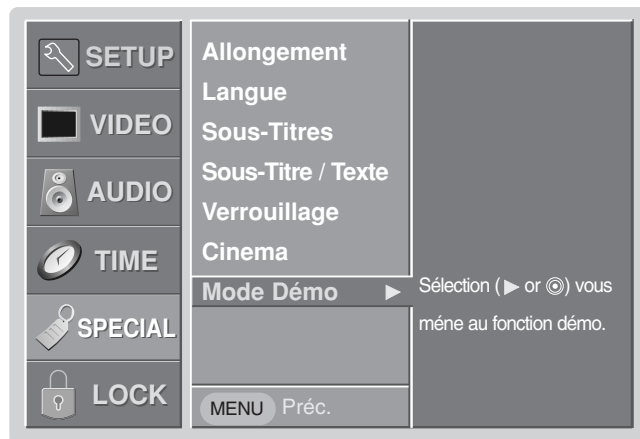 SETUP
VIDEO
AUDIO
TIME
SPECIAL
LOCK
Allongement
Langue
Sous-Titres
Sous-Titre / Texte
Verrouillage
Cinema
Mode Démo ▶
MENU Préc.
Sélection ( ▶ or ◎) vous
méne au fonction démo.